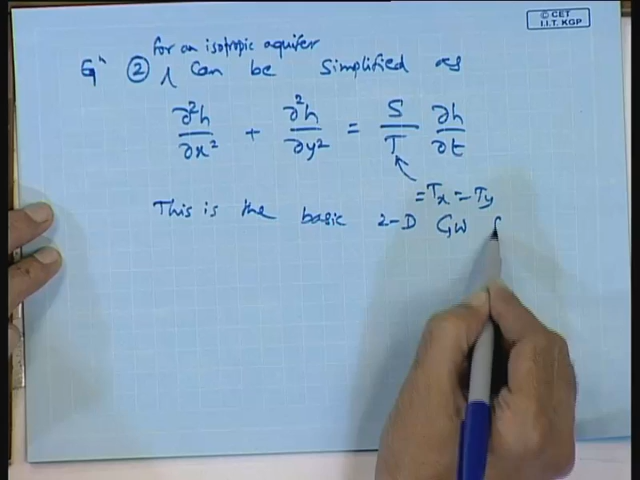 © CET
I.I.T. KGP
for an isotropic aquifer
Eqⁿ ② ∧ can be simplified as
∂²h/∂x² + ∂²h/∂y² = S/T ∂h/∂t
= Tx = Ty
This is the basic 2-D GW